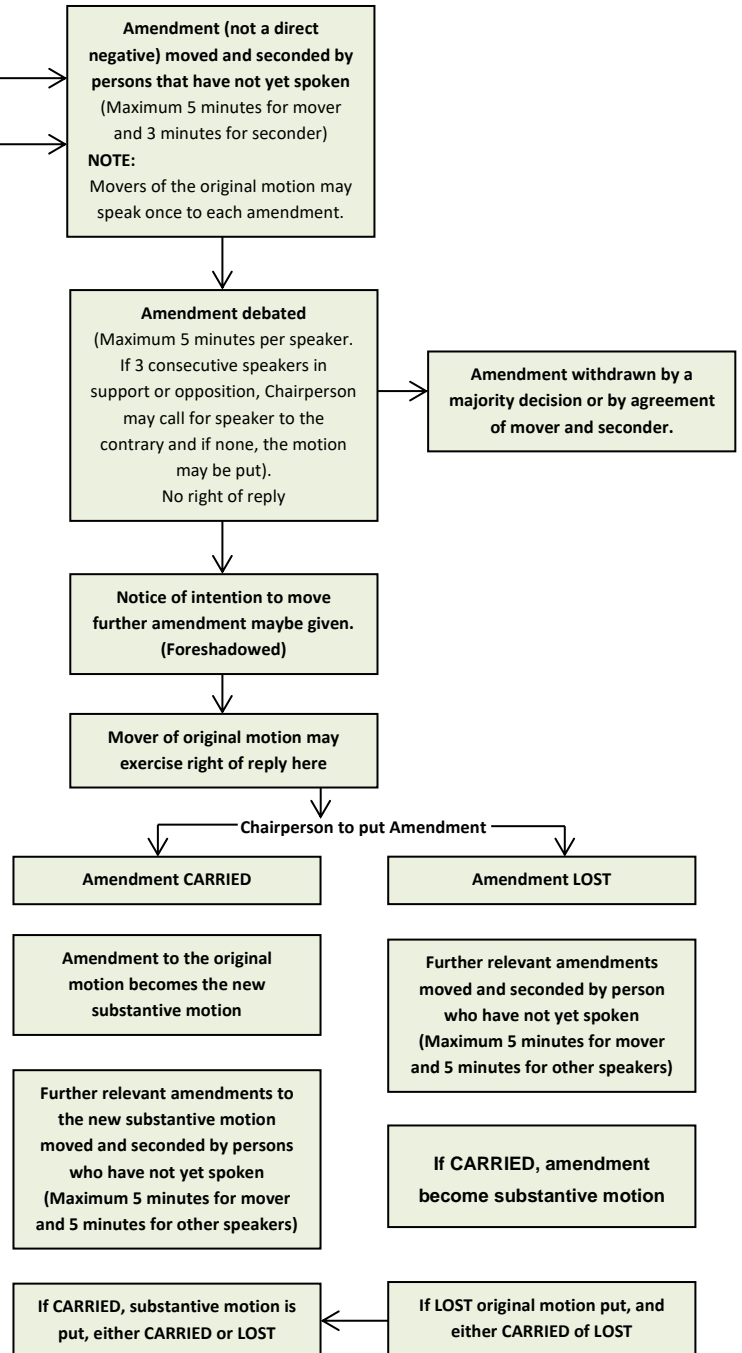 Amendment (not a direct
negative) moved and seconded by
persons that have not yet spoken
(Maximum 5 minutes for mover
and 3 minutes for seconder)
NOTE:
Movers of the original motion may
speak once to each amendment.
Amendment debated
(Maximum 5 minutes per speaker.
If 3 consecutive speakers in
support or opposition, Chairperson
may call for speaker to the
contrary and if none, the motion
may be put).
No right of reply
Amendment withdrawn by a
majority decision or by agreement
of mover and seconder.
Notice of intention to move
further amendment maybe given.
(Foreshadowed)
Mover of original motion may
exercise right of reply here
Chairperson to put Amendment
Amendment CARRIED
Amendment to the original
motion becomes the new
substantive motion
Further relevant amendments to
the new substantive motion
moved and seconded by persons
who have not yet spoken
(Maximum 5 minutes for mover
and 5 minutes for other speakers)
If CARRIED, substantive motion is
put, either CARRIED or LOST
Amendment LOST
Further relevant amendments
moved and seconded by person
who have not yet spoken
(Maximum 5 minutes for mover
and 5 minutes for other speakers)
If CARRIED, amendment
become substantive motion
If LOST original motion put, and
either CARRIED of LOST